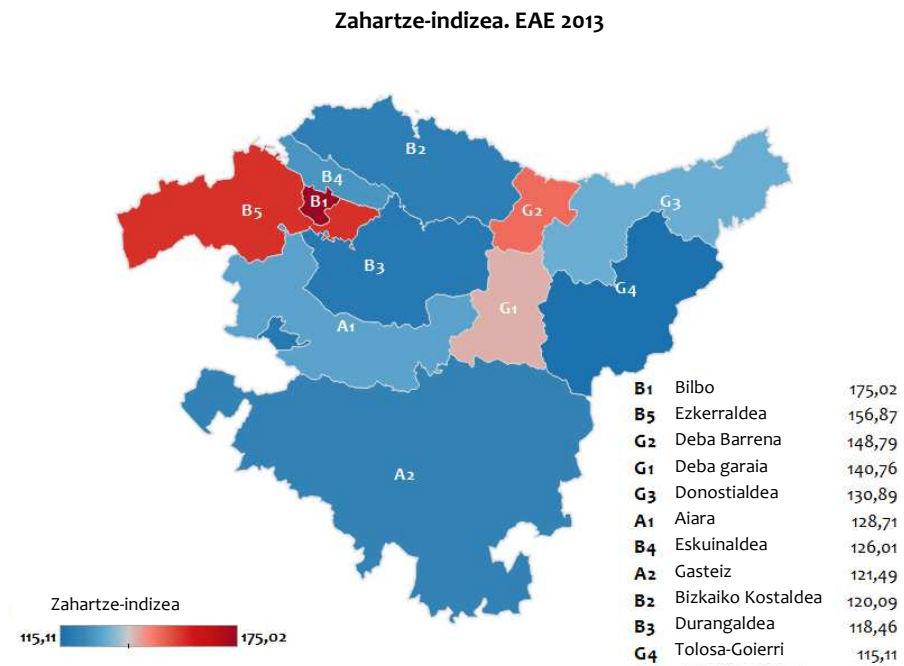 Zahartze-indizea. EAE 2013
B2
B4
B1
B5
G2
G3
B3
G4
G1
A1
A2
B1 Bilbo 175,02
B5 Ezkerraldea 156,87
G2 Deba Barrena 148,79
G1 Deba garaia 140,76
G3 Donostialdea 130,89
A1 Aiara 128,71
B4 Eskuinaldea 126,01
A2 Gasteiz 121,49
B2 Bizkaiko Kostaldea 120,09
B3 Durangaldea 118,46
G4 Tolosa-Goierri 115,11
Zahartze-indizea
115,11 175,02